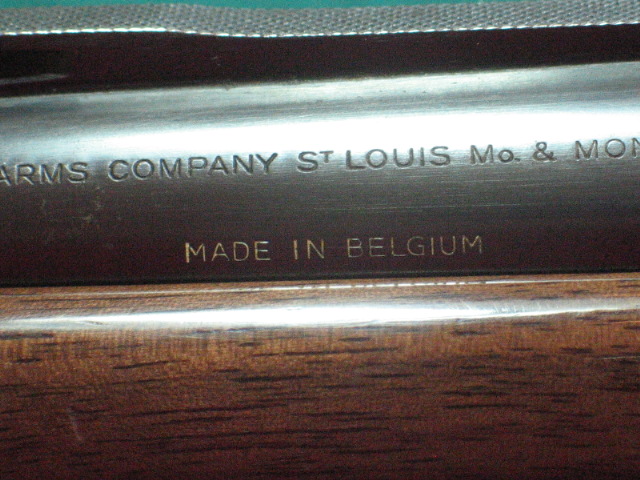 ARMS COMPANY ST LOUIS Mo. & MON
MADE IN BELGIUM